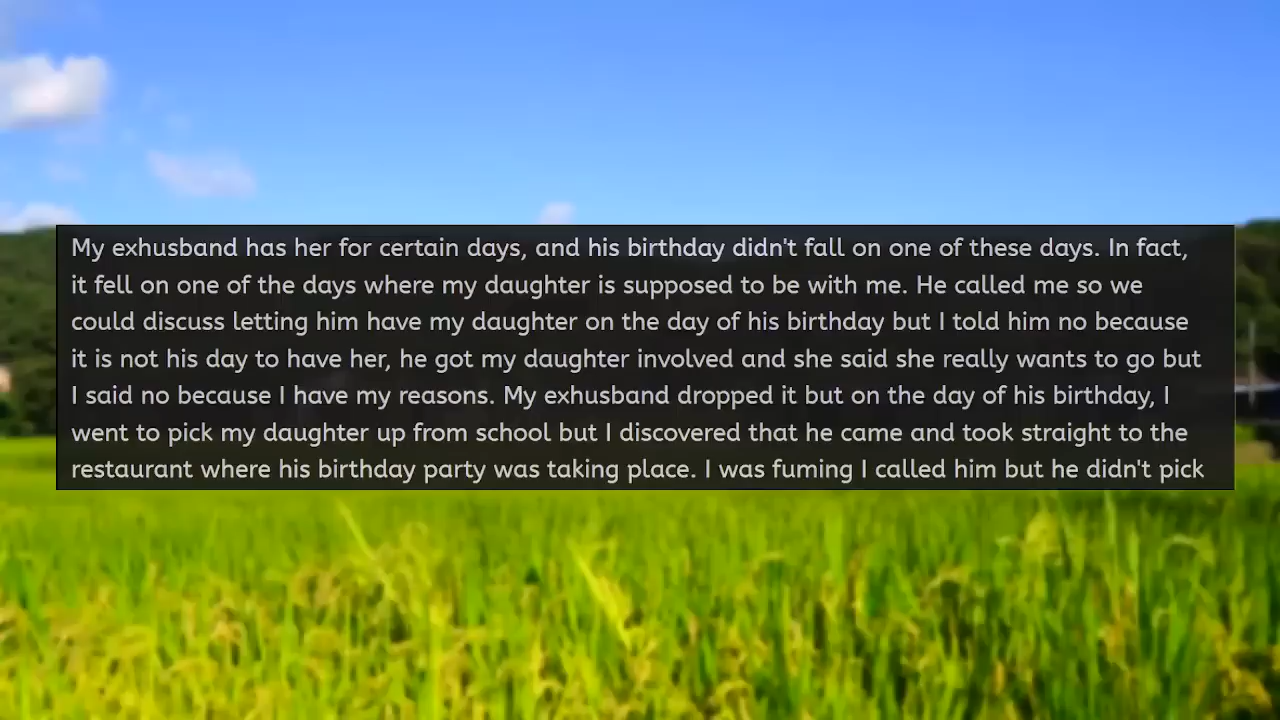 My exhusband has her for certain days, and his birthday didn't fall on one of these days. In fact,
it fell on one of the days where my daughter is supposed to be with me. He called me so we
could discuss letting him have my daughter on the day of his birthday but I told him no because
it is not his day to have her, he got my daughter involved and she said she really wants to go but
I said no because I have my reasons. My exhusband dropped it but on the day of his birthday, I
went to pick my daughter up from school but I discovered that he came and took straight to the
restaurant where his birthday party was taking place. I was fuming I called him but he didn't pick